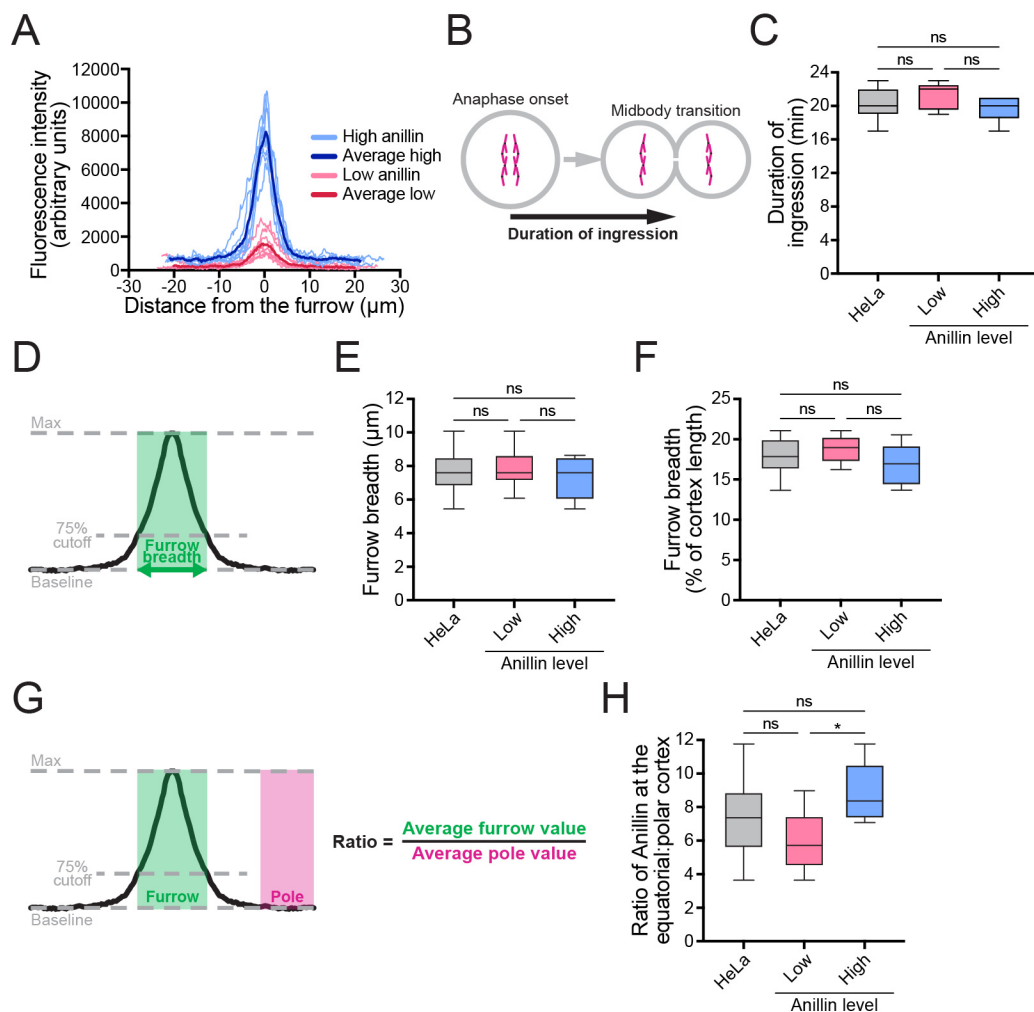 A
Fluorescence intensity
(arbitrary units)
12000
10000
8000
6000
4000
2000
0
-30 -20 -10 0 10 20 30
Distance from the furrow (µm)
High anillin
Average high
Low anillin
Average low
B
Anaphase onset
Midbody transition
Duration of ingression
C
Duration of
ingression (min)
24
20
16
12
8
4
0
ns
ns ns
HeLa Low High
Anillin level
D
Max
75%
cutoff
Baseline
Furrow
breadth
E
Furrow breadth (µm)
12
10
8
6
4
2
0
ns
ns ns
HeLa Low High
Anillin level
F
Furrow breadth
(% of cortex length)
25
20
15
10
5
0
ns
ns ns
HeLa Low High
Anillin level
G
Max
75%
cutoff
Baseline
Furrow
Pole
Ratio = Average furrow value
Average pole value
H
Ratio of Anillin at the
equatorial:polar cortex
12
10
8
6
4
2
0
ns
ns *
HeLa Low High
Anillin level